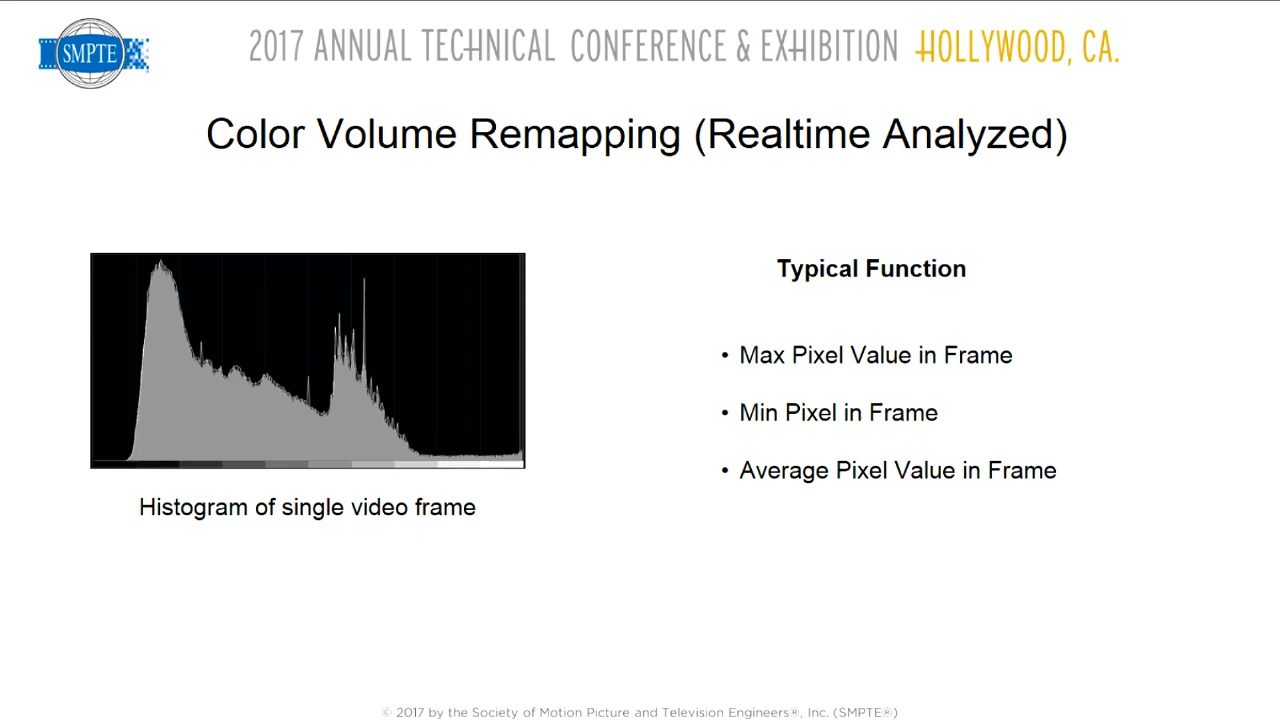 SMPTE
2017 ANNUAL TECHNICAL CONFERENCE & EXHIBITION HOLLYWOOD, CA.
Color Volume Remapping (Realtime Analyzed)
Histogram of single video frame
Typical Function
• Max Pixel Value in Frame
• Min Pixel in Frame
• Average Pixel Value in Frame
© 2017 by the Society of Motion Picture and Television Engineers®, Inc. (SMPTE®)